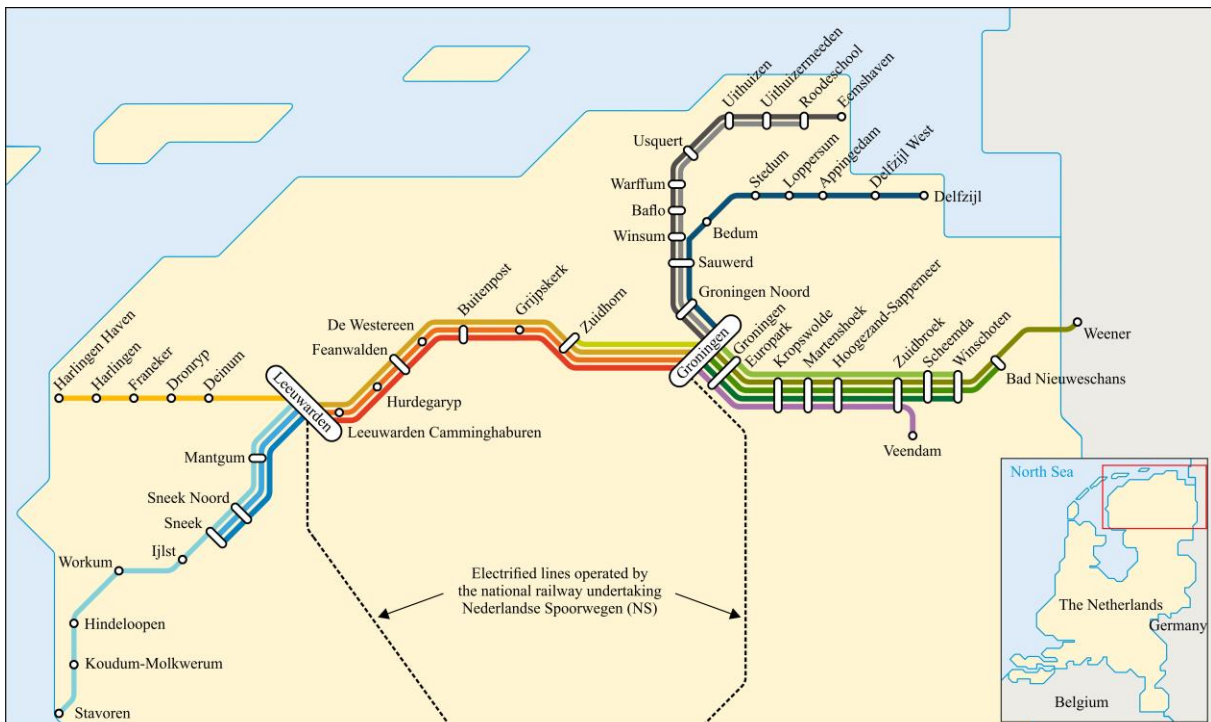 Uithuizen
Uithuizermeeden
Roodeschool
Eemshaven
Usquert
Warffum
Baflo
Winsum
Sauwerd
Groningen Noord
Stedum
Loppersum
Appingedam
Delfzijl West
Delfzijl
Bedum
Harlingen Haven
Harlingen
Franeker
Dronryp
Deinum
Leeuwarden
De Westereen
Feanwalden
Buitenpost
Grijpskerk
Zuidhorn
Hurdegaryp
Leeuwarden Camminghaburen
Groningen
Groningen
Europark
Kropswolde
Martenshoek
Hoogezand-Sappemeer
Zuidbroek
Scheemda
Winschoten
Weener
Bad Nieuweschans
Veendam
Mantgum
Sneek Noord
Sneek
Ijlst
Workum
Hindeloopen
Koudum-Molkwerum
Stavoren
Electrified lines operated by
the national railway undertaking
Nederlandse Spoorwegen (NS)
North Sea
The Netherlands
Germany
Belgium